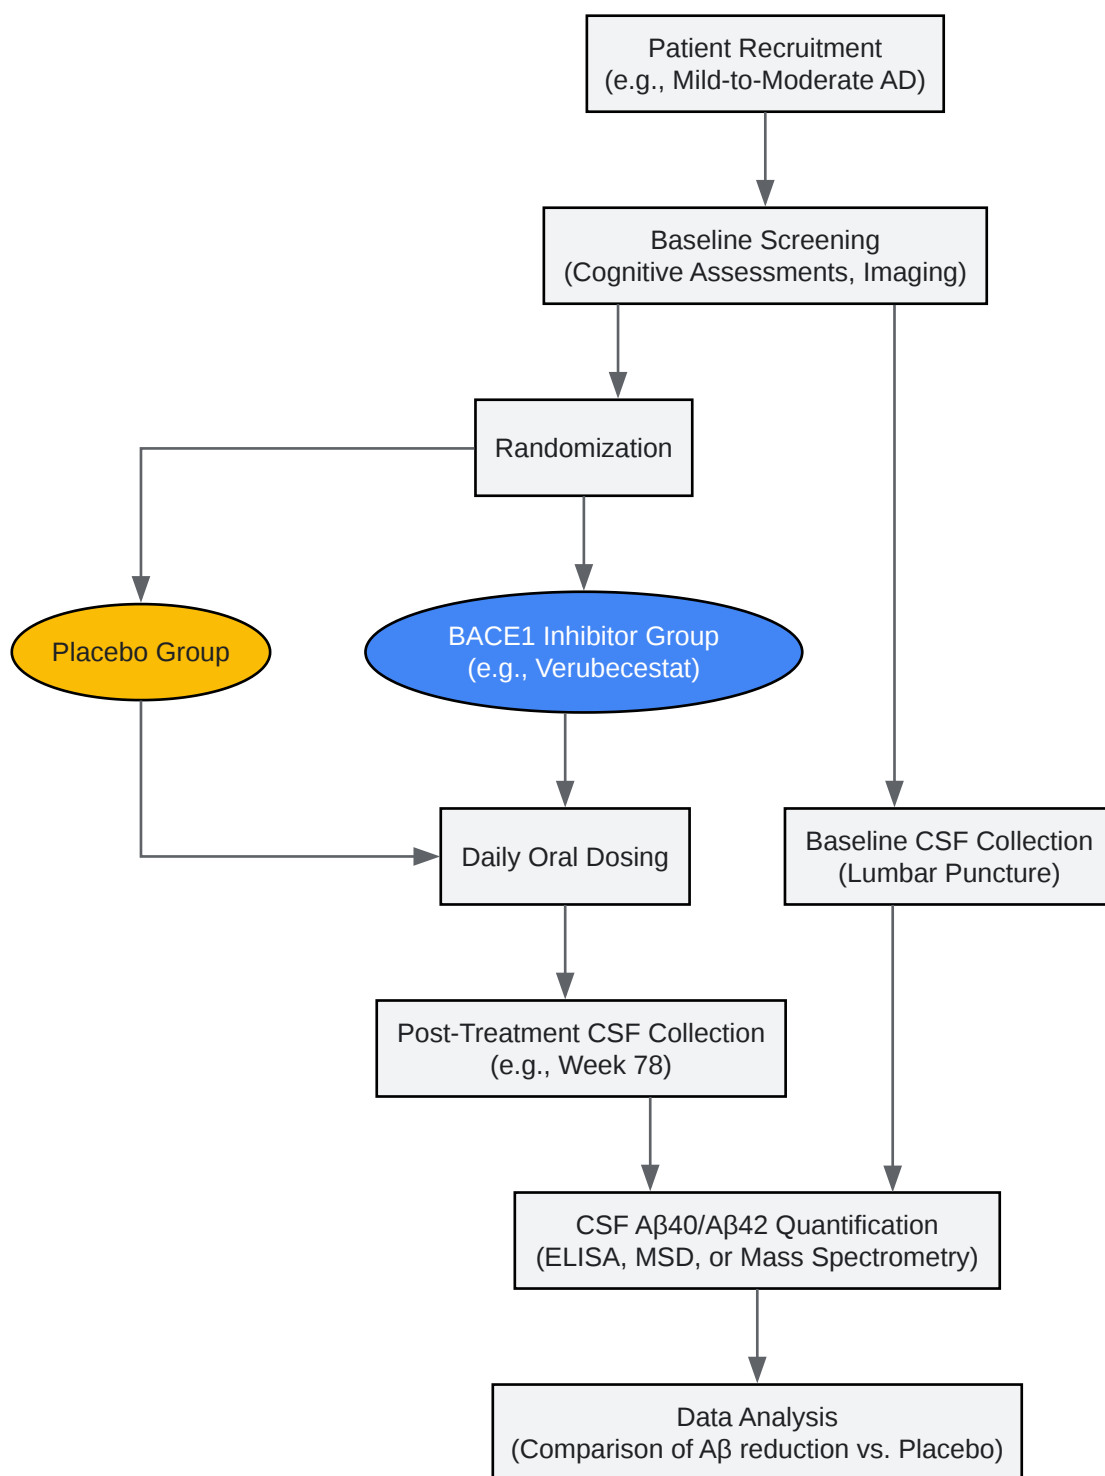 Patient Recruitment
(e.g., Mild-to-Moderate AD)
Baseline Screening
(Cognitive Assessments, Imaging)
Randomization
Placebo Group
BACE1 Inhibitor Group
(e.g., Verubecestat)
Daily Oral Dosing
Baseline CSF Collection
(Lumbar Puncture)
Post-Treatment CSF Collection
(e.g., Week 78)
CSF Aβ40/Aβ42 Quantification
(ELISA, MSD, or Mass Spectrometry)
Data Analysis
(Comparison of Aβ reduction vs. Placebo)